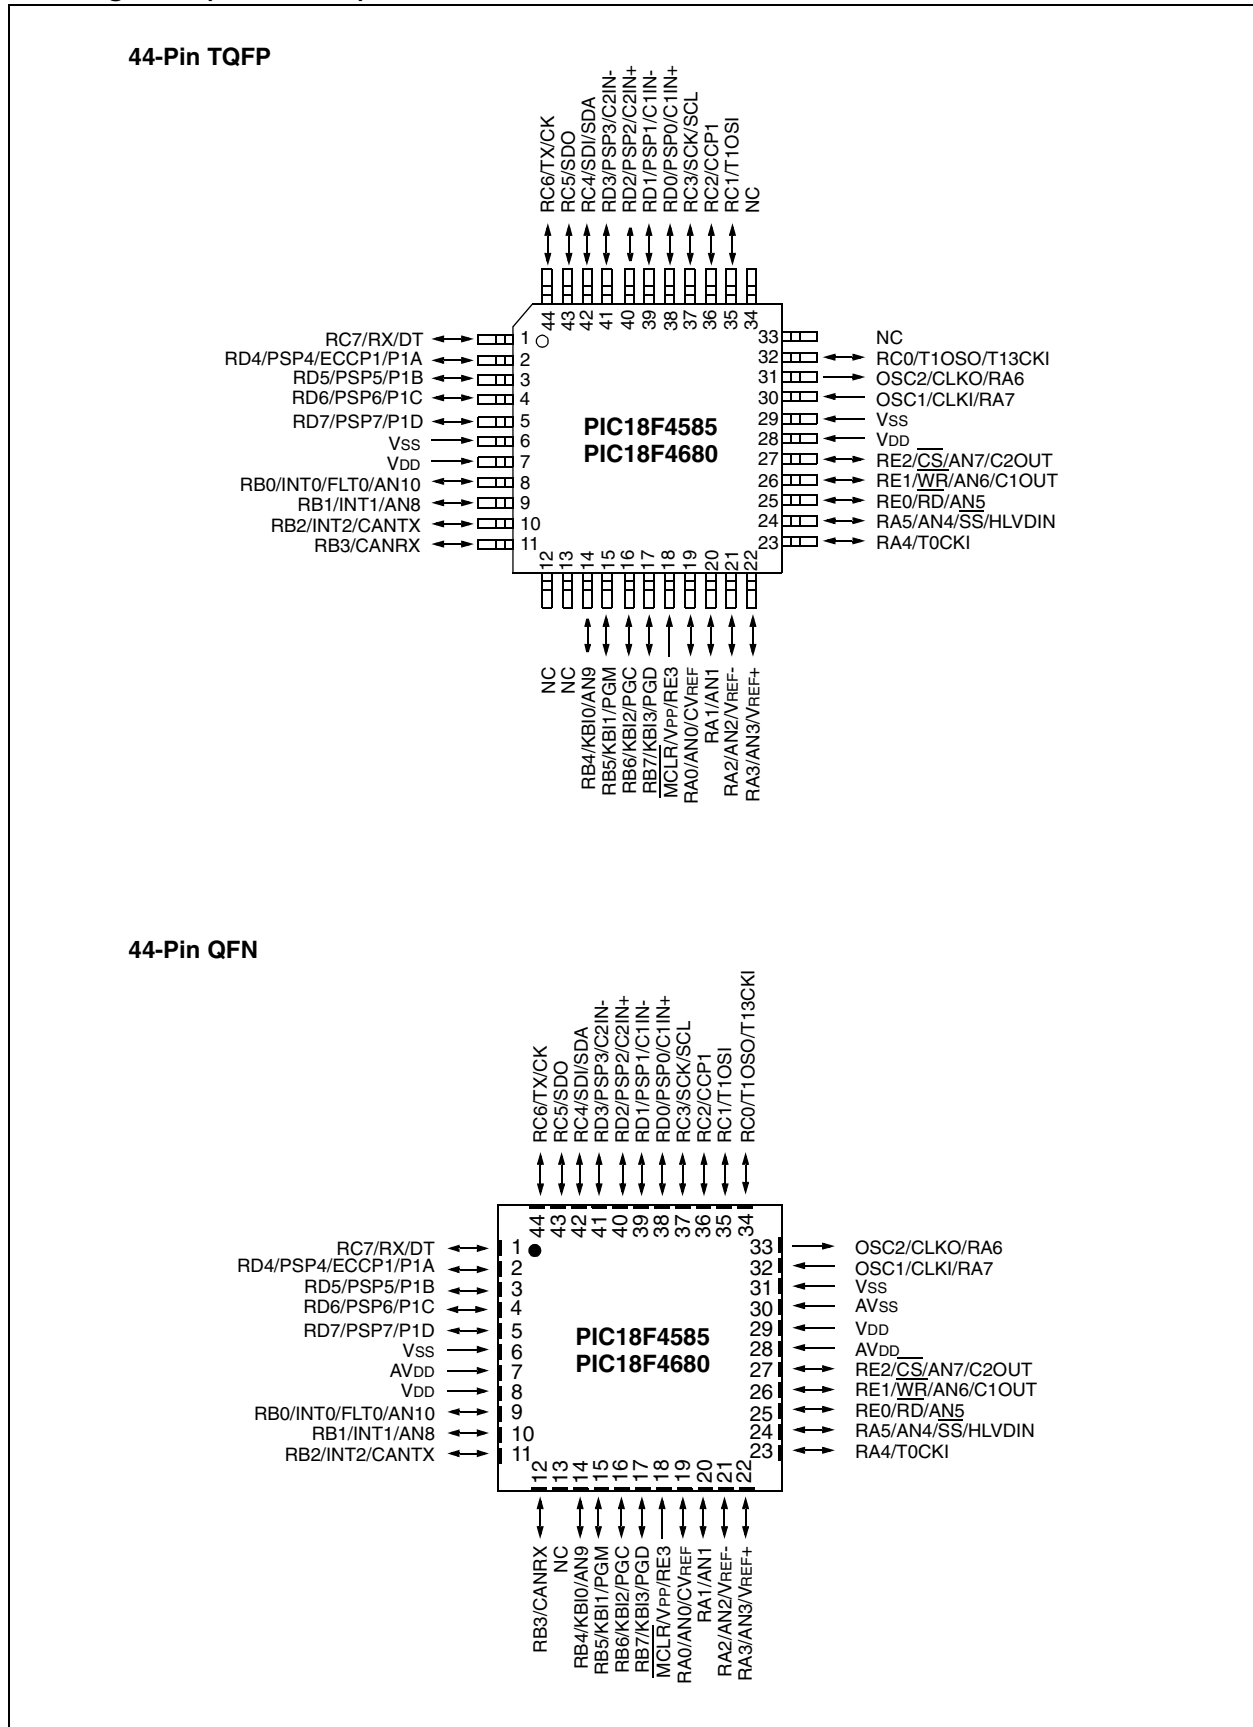 44-Pin TQFP
RC6/TX/CK
RC5/SDO
RC4/SDI/SDA
RD3/PSP3/C2IN-
RD2/PSP2/C2IN+
RD1/PSP1/C1IN-
RD0/PSP0/C1IN+
RC3/SCK/SCL
RC2/CCP1
RC1/T1OSI
NC
44
43
42
41
40
39
38
37
36
35
34
RC7/RX/DT 1
RD4/PSP4/ECCP1/P1A 2
RD5/PSP5/P1B 3
RD6/PSP6/P1C 4
RD7/PSP7/P1D 5
VSS 6
VDD 7
RB0/INT0/FLT0/AN10 8
RB1/INT1/AN8 9
RB2/INT2/CANTX 10
RB3/CANRX 11
PIC18F4585
PIC18F4680
33 NC
32 RC0/T1OSO/T13CKI
31 OSC2/CLKO/RA6
30 OSC1/CLKI/RA7
29 VSS
28 VDD
27 RE2/CS/AN7/C2OUT
26 RE1/WR/AN6/C1OUT
25 RE0/RD/AN5
24 RA5/AN4/SS/HLVDIN
23 RA4/T0CKI
12
13
14
15
16
17
18
19
20
21
22
NC
NC
RB4/KBI0/AN9
RB5/KBI1/PGM
RB6/KBI2/PGC
RB7/KBI3/PGD
MCLR/VPP/RE3
RA0/AN0/CVREF
RA1/AN1
RA2/AN2/VREF-
RA3/AN3/VREF+
44-Pin QFN
RC6/TX/CK
RC5/SDO
RC4/SDI/SDA
RD3/PSP3/C2IN-
RD2/PSP2/C2IN+
RD1/PSP1/C1IN-
RD0/PSP0/C1IN+
RC3/SCK/SCL
RC2/CCP1
RC1/T1OSI
RC0/T1OSO/T13CKI
44
43
42
41
40
39
38
37
36
35
34
RC7/RX/DT 1
RD4/PSP4/ECCP1/P1A 2
RD5/PSP5/P1B 3
RD6/PSP6/P1C 4
RD7/PSP7/P1D 5
VSS 6
AVDD 7
VDD 8
RB0/INT0/FLT0/AN10 9
RB1/INT1/AN8 10
RB2/INT2/CANTX 11
PIC18F4585
PIC18F4680
33 OSC2/CLKO/RA6
32 OSC1/CLKI/RA7
31 VSS
30 AVSS
29 VDD
28 AVDD
27 RE2/CS/AN7/C2OUT
26 RE1/WR/AN6/C1OUT
25 RE0/RD/AN5
24 RA5/AN4/SS/HLVDIN
23 RA4/T0CKI
12
13
14
15
16
17
18
19
20
21
22
RB3/CANRX
NC
RB4/KBI0/AN9
RB5/KBI1/PGM
RB6/KBI2/PGC
RB7/KBI3/PGD
MCLR/VPP/RE3
RA0/AN0/CVREF
RA1/AN1
RA2/AN2/VREF-
RA3/AN3/VREF+